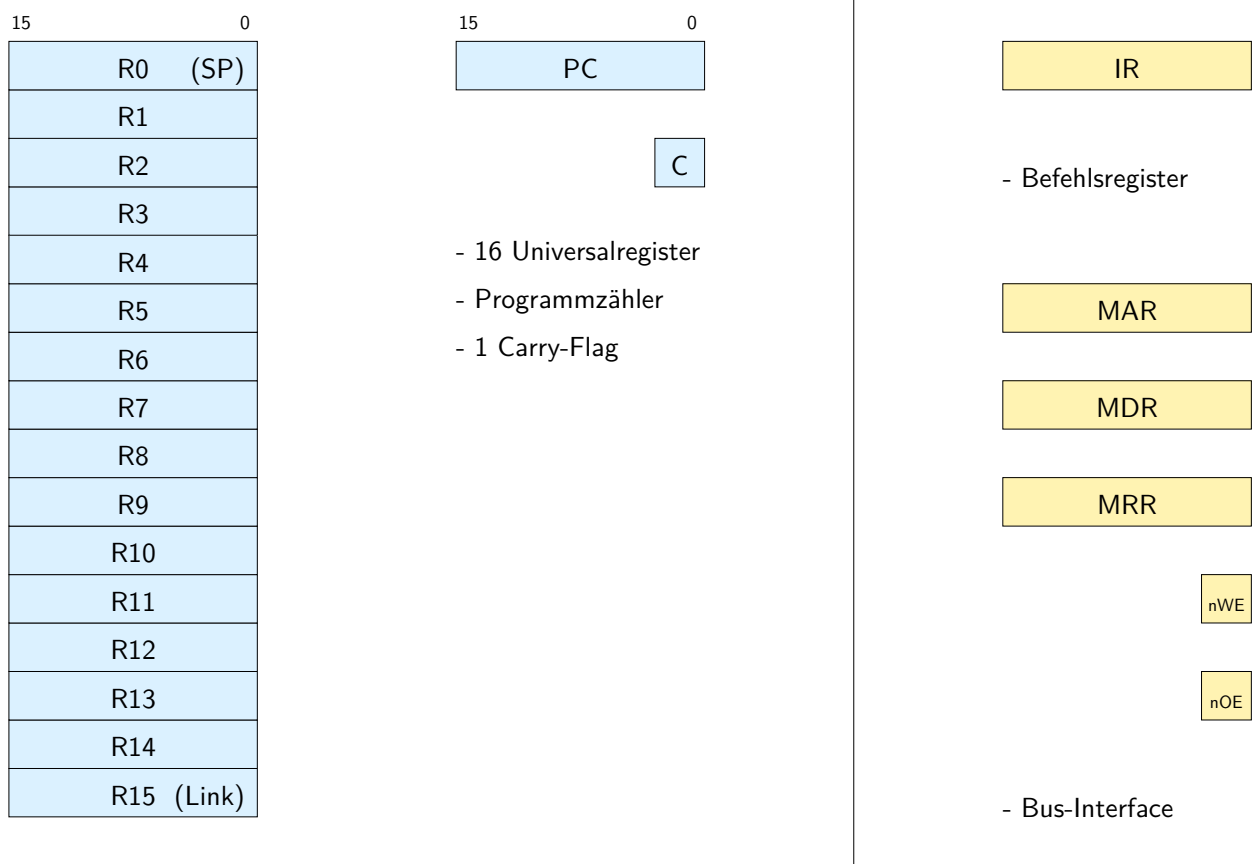 15 0
R0 (SP)
R1
R2
R3
R4
R5
R6
R7
R8
R9
R10
R11
R12
R13
R14
R15 (Link)
15 0
PC
C
- 16 Universalregister
- Programmzähler
- 1 Carry-Flag
IR
- Befehlsregister
MAR
MDR
MRR
nWE
nOE
- Bus-Interface